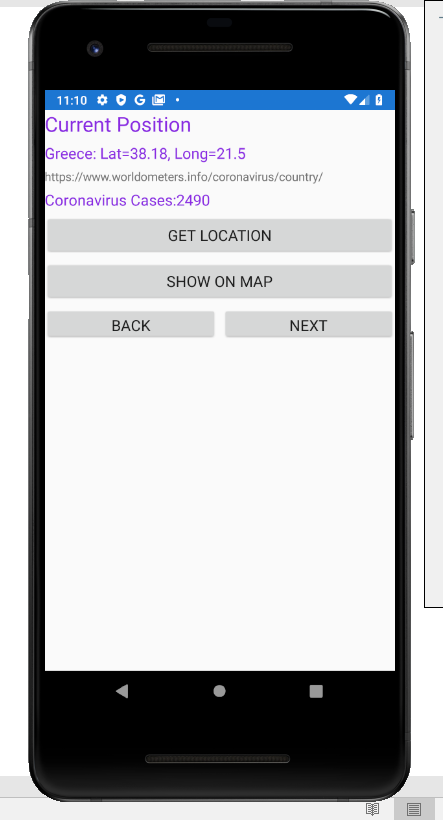 11:10
Current Position
Greece: Lat=38.18, Long=21.5
https://www.worldometers.info/coronavirus/country/
Coronavirus Cases:2490
GET LOCATION
SHOW ON MAP
BACK NEXT